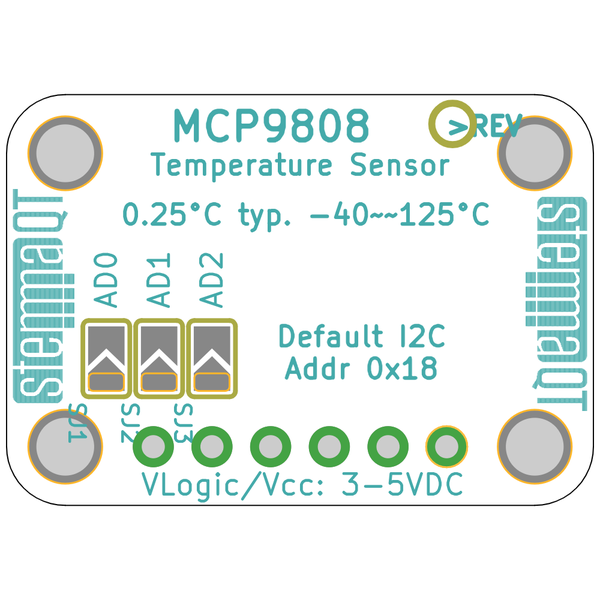 MCP9808
>REV
Temperature Sensor
0.25°C typ. −40~~125°C
stemmaQT
stemmaQT
AD0
AD1
AD2
Default I2C
Addr 0x18
SJ1
SJ2
SJ3
VLogic/Vcc: 3−5VDC